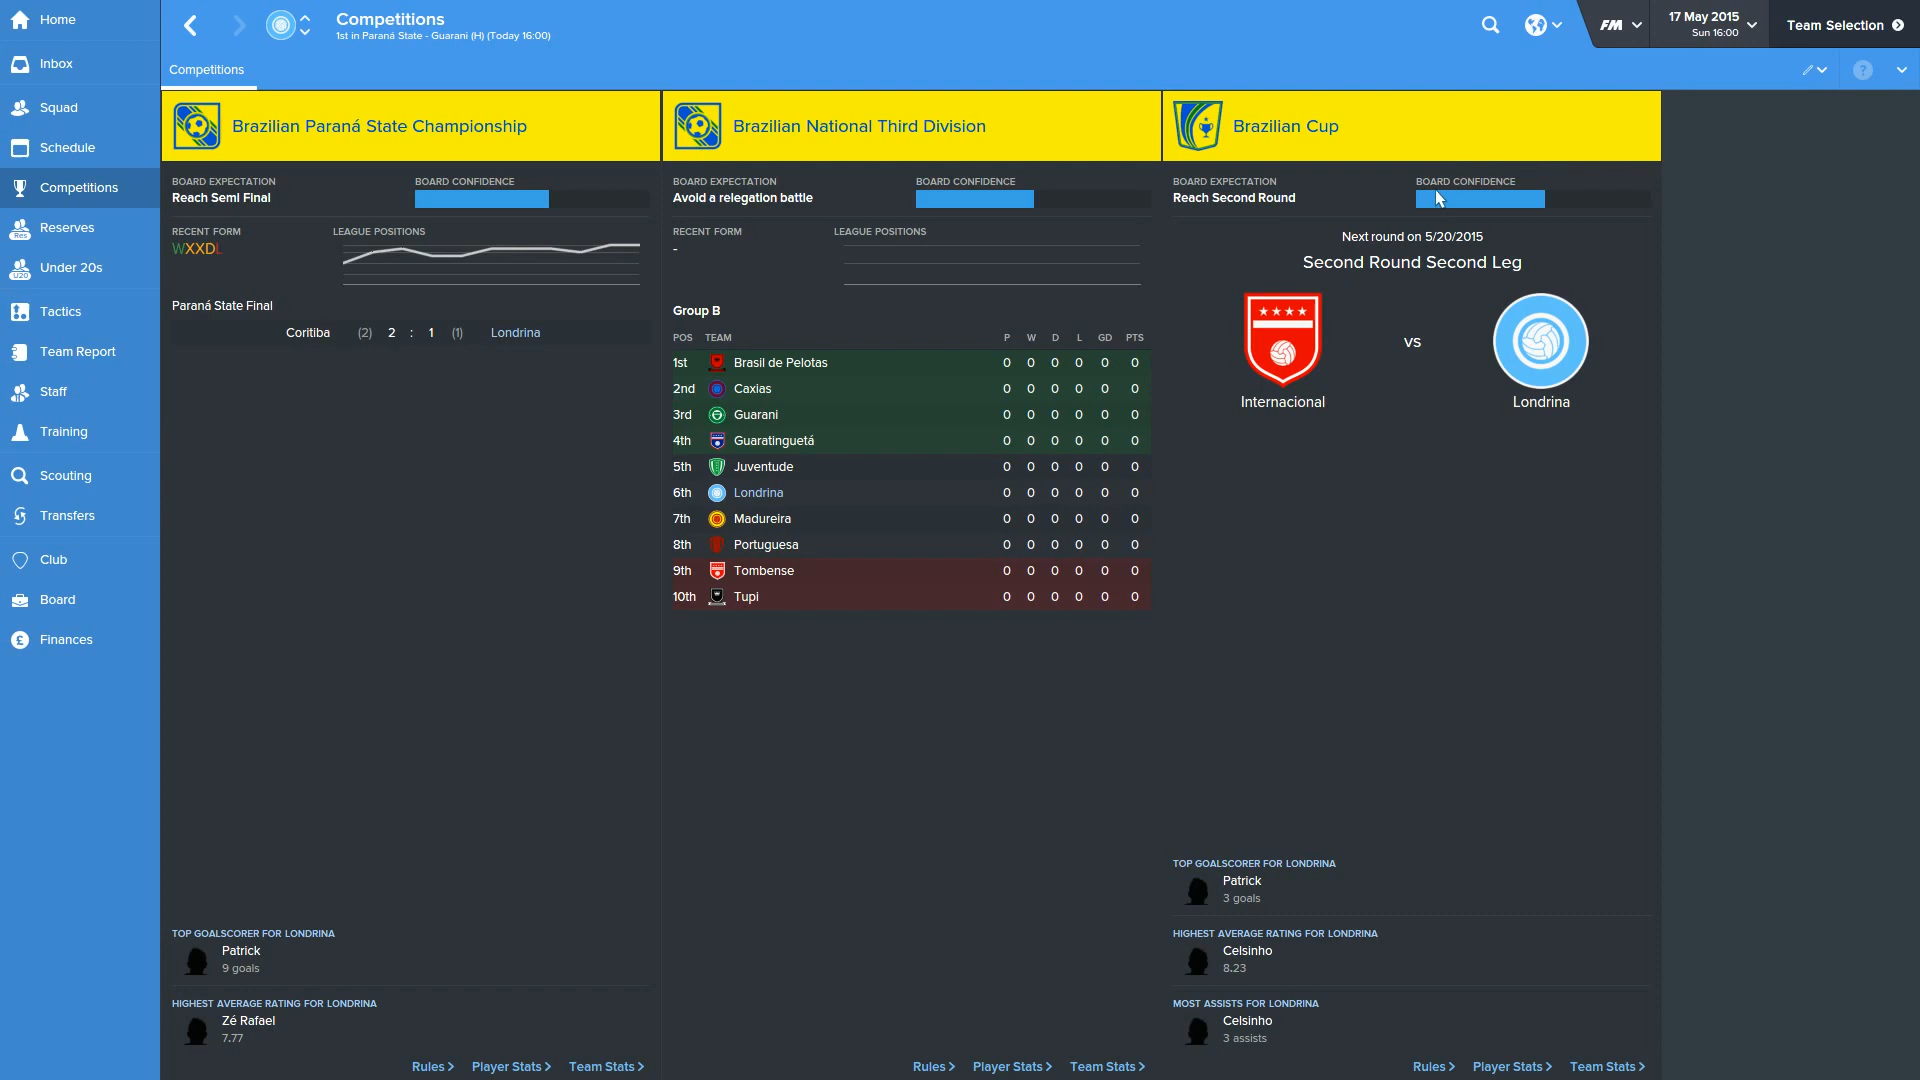 Home
Inbox
Squad
Schedule
Competitions
Reserves
Under 20s
Tactics
Team Report
Staff
Training
Scouting
Transfers
Club
Board
Finances
Competitions
1st in Paraná State - Guarani (H) (Today 16:00)
FM
17 May 2015
Sun 16:00
Team Selection
Competitions
?
Brazilian Paraná State Championship
BOARD EXPECTATION BOARD CONFIDENCE
Reach Semi Final
RECENT FORM LEAGUE POSITIONS
WXXDL
Paraná State Final
Coritiba (2) 2 : 1 (1) Londrina
TOP GOALSCORER FOR LONDRINA
Patrick
9 goals
HIGHEST AVERAGE RATING FOR LONDRINA
Zé Rafael
7.77
Rules > Player Stats > Team Stats >
Brazilian National Third Division
BOARD EXPECTATION BOARD CONFIDENCE
Avoid a relegation battle
RECENT FORM LEAGUE POSITIONS
-
Group B
POS TEAM P W D L GD PTS
1st Brasil de Pelotas 0 0 0 0 0 0
2nd Caxias 0 0 0 0 0 0
3rd Guarani 0 0 0 0 0 0
4th Guaratinguetá 0 0 0 0 0 0
5th Juventude 0 0 0 0 0 0
6th Londrina 0 0 0 0 0 0
7th Madureira 0 0 0 0 0 0
8th Portuguesa 0 0 0 0 0 0
9th Tombense 0 0 0 0 0 0
10th Tupi 0 0 0 0 0 0
Rules > Player Stats > Team Stats >
Brazilian Cup
BOARD EXPECTATION BOARD CONFIDENCE
Reach Second Round
Next round on 5/20/2015
Second Round Second Leg
vs
Internacional Londrina
TOP GOALSCORER FOR LONDRINA
Patrick
3 goals
HIGHEST AVERAGE RATING FOR LONDRINA
Celsinho
8.23
MOST ASSISTS FOR LONDRINA
Celsinho
3 assists
Rules > Player Stats > Team Stats >